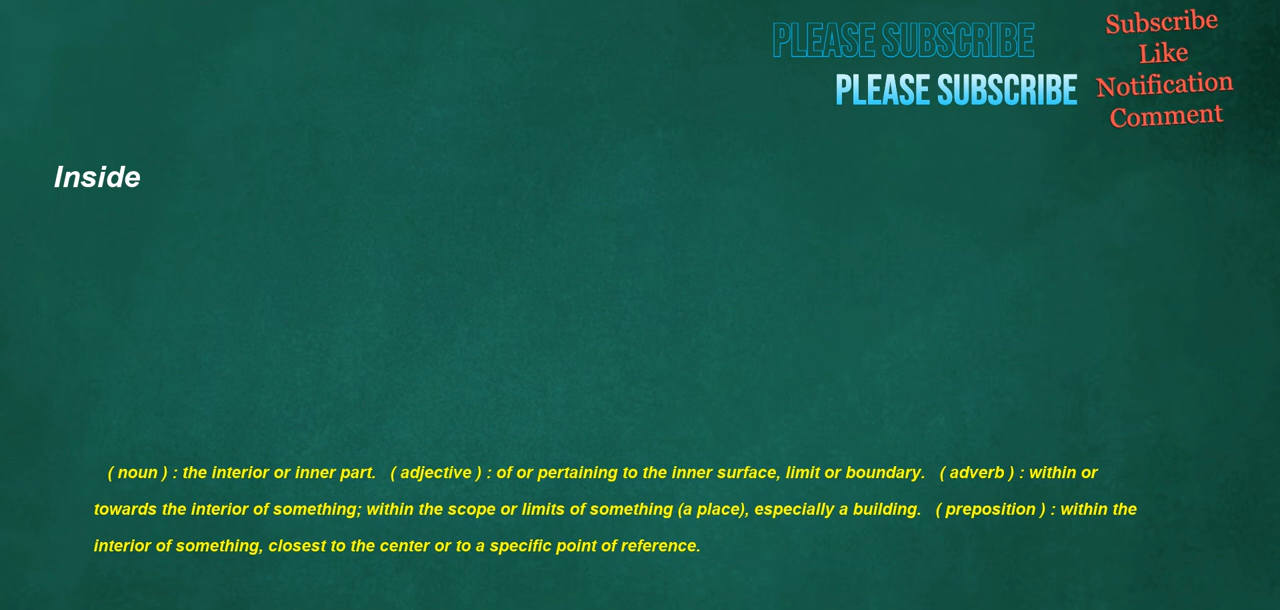 PLEASE SUBSCRIBE
PLEASE SUBSCRIBE
Subscribe
Like
Notification
Comment
Inside
( noun ) : the interior or inner part. ( adjective ) : of or pertaining to the inner surface, limit or boundary. ( adverb ) : within or
towards the interior of something; within the scope or limits of something (a place), especially a building. ( preposition ) : within the
interior of something, closest to the center or to a specific point of reference.